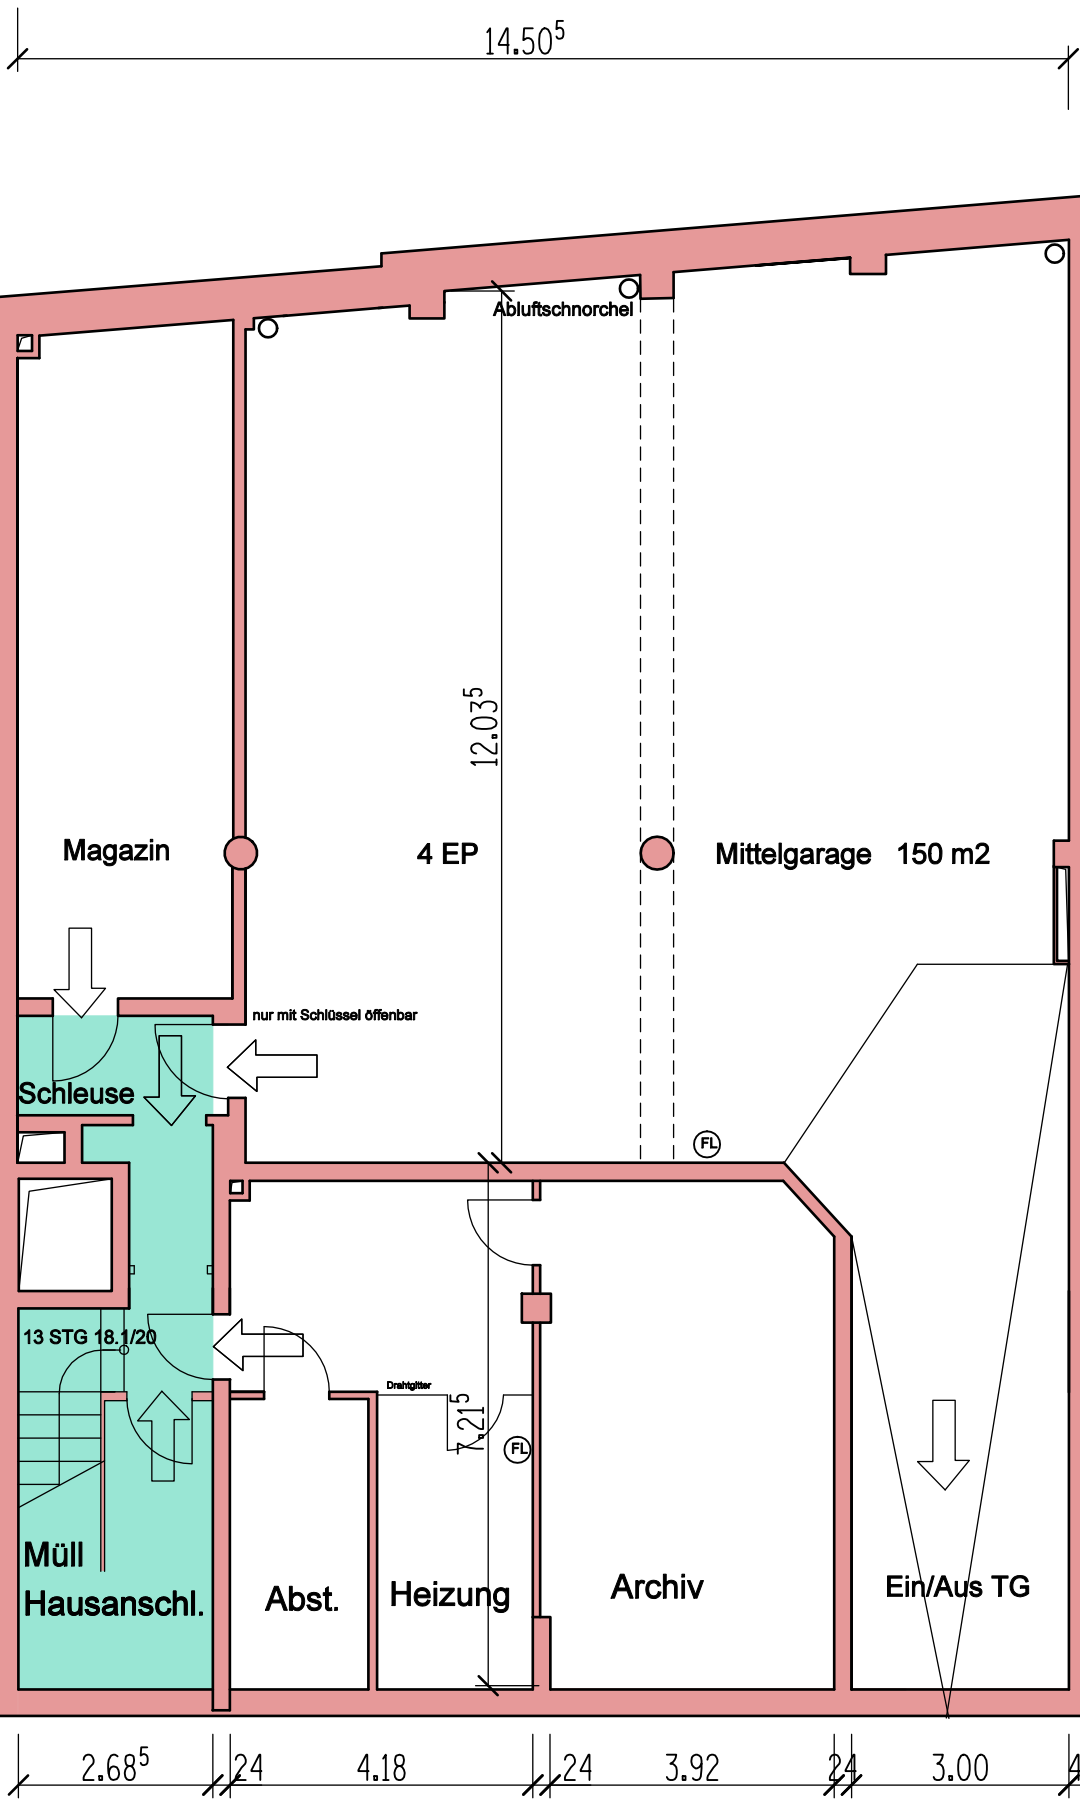 14.50⁵
Abluftschnorchel
12.03⁵
Magazin
4 EP
Mittelgarage 150 m2
nur mit Schlüssel öffenbar
Schleuse
FL
13 STG 18.1/20
Drahtgitter
7.21⁵
FL
Müll
Hausanschl.
Abst.
Heizung
Archiv
Ein/Aus TG
2.68⁵ 24 4.18 24 3.92 24 3.00 4